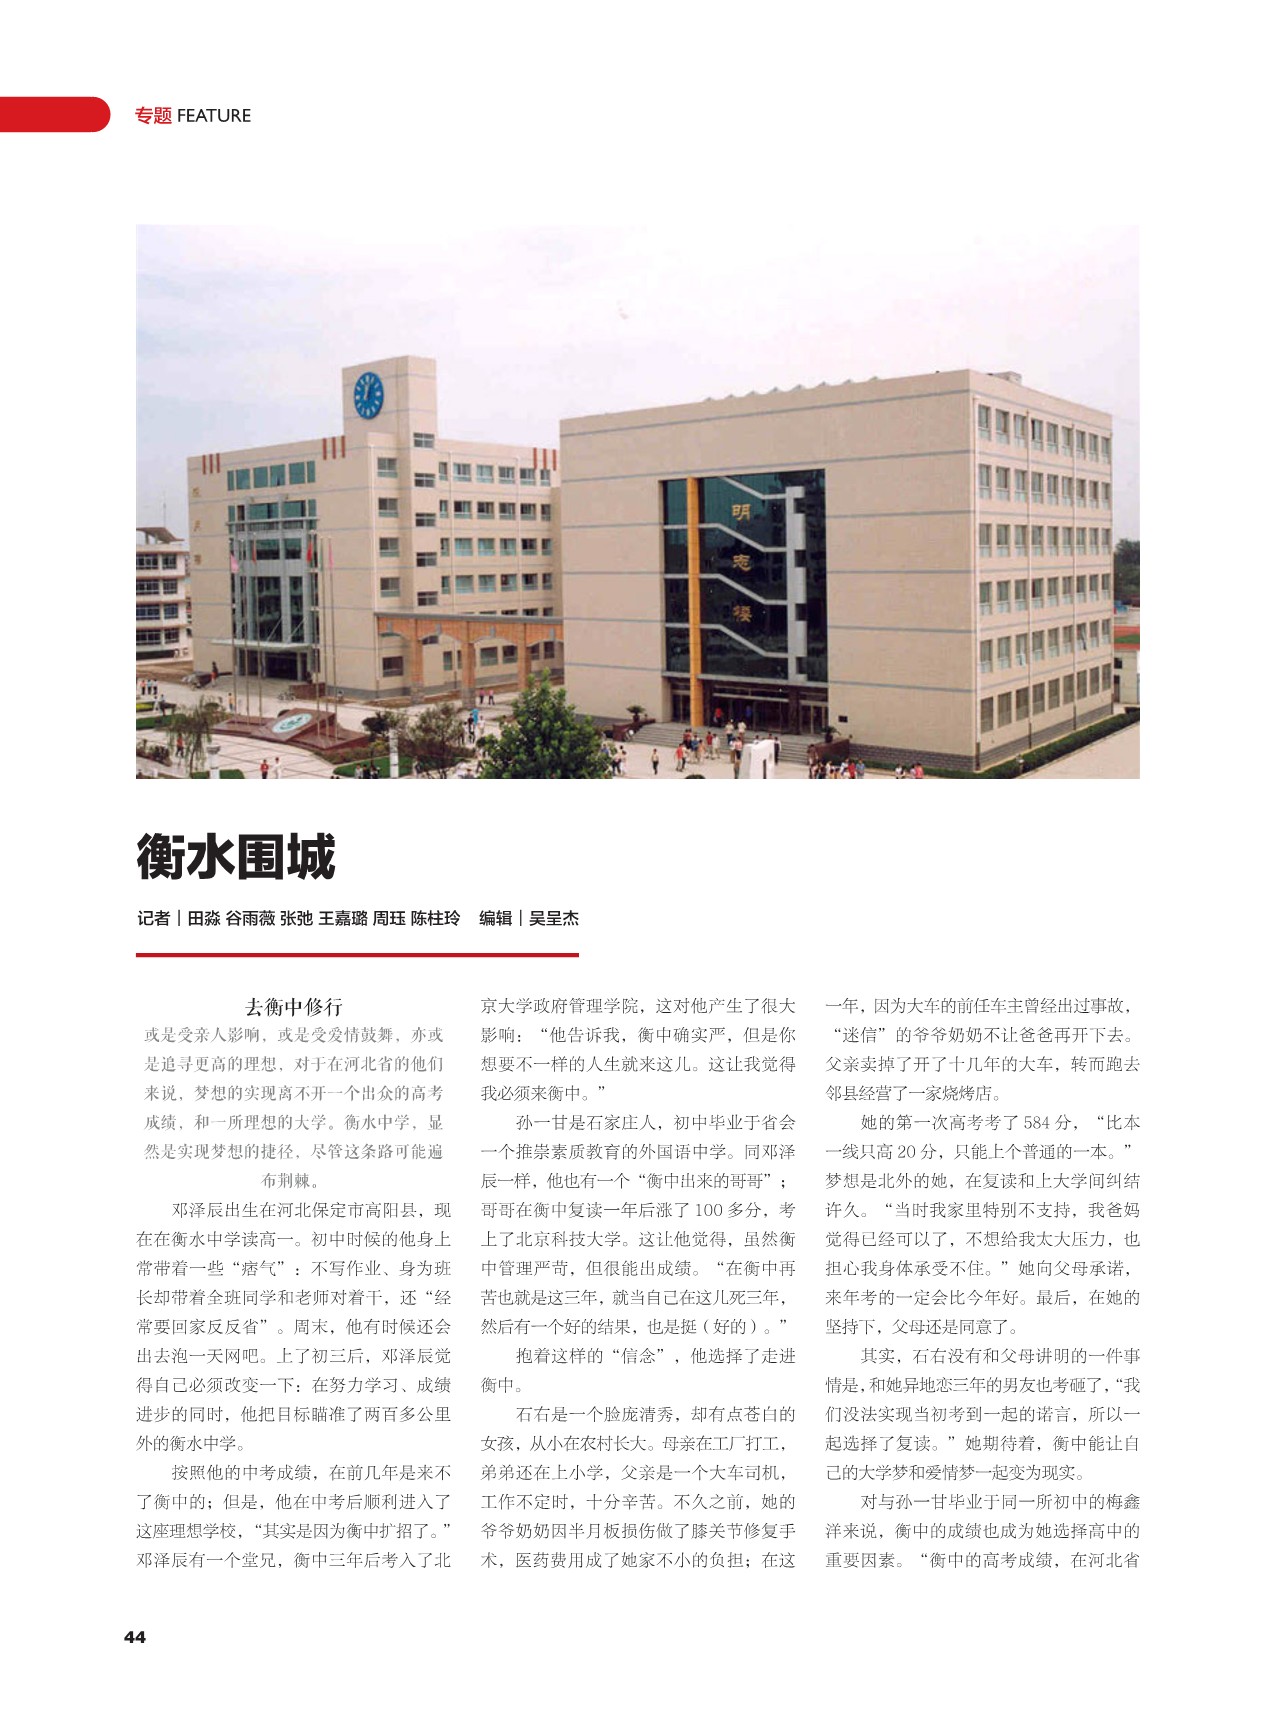 专题 FEATURE
明
志
楼
衡水围城
记者｜田淼 谷雨薇 张弛 王嘉璐 周珏 陈柱玲 编辑｜吴呈杰
去衡中修行
或是受亲人影响，或是受爱情鼓舞，亦或
是追寻更高的理想，对于在河北省的他们
来说，梦想的实现离不开一个出众的高考
成绩，和一所理想的大学。衡水中学，显
然是实现梦想的捷径，尽管这条路可能遍
布荆棘。
邓泽辰出生在河北保定市高阳县，现
在在衡水中学读高一。初中时候的他身上
常带着一些“痞气”：不写作业、身为班
长却带着全班同学和老师对着干，还“经
常要回家反反省”。周末，他有时候还会
出去泡一天网吧。上了初三后，邓泽辰觉
得自己必须改变一下：在努力学习、成绩
进步的同时，他把目标瞄准了两百多公里
外的衡水中学。
按照他的中考成绩，在前几年是来不
了衡中的；但是，他在中考后顺利进入了
这座理想学校，“其实是因为衡中扩招了。”
邓泽辰有一个堂兄，衡中三年后考入了北
京大学政府管理学院，这对他产生了很大
影响：“他告诉我，衡中确实严，但是你
想要不一样的人生就来这儿。这让我觉得
我必须来衡中。”
孙一甘是石家庄人，初中毕业于省会
一个推崇素质教育的外国语中学。同邓泽
辰一样，他也有一个“衡中出来的哥哥”；
哥哥在衡中复读一年后涨了 100 多分，考
上了北京科技大学。这让他觉得，虽然衡
中管理严苛，但很能出成绩。“在衡中再
苦也就是这三年，就当自己在这儿死三年，
然后有一个好的结果，也是挺（好的）。”
抱着这样的“信念”，他选择了走进
衡中。
石右是一个脸庞清秀，却有点苍白的
女孩，从小在农村长大。母亲在工厂打工，
弟弟还在上小学，父亲是一个大车司机，
工作不定时，十分辛苦。不久之前，她的
爷爷奶奶因半月板损伤做了膝关节修复手
术，医药费用成了她家不小的负担；在这
一年，因为大车的前任车主曾经出过事故，
“迷信”的爷爷奶奶不让爸爸再开下去。
父亲卖掉了开了十几年的大车，转而跑去
邻县经营了一家烧烤店。
她的第一次高考考了 584 分，“比本
一线只高 20 分，只能上个普通的一本。”
梦想是北外的她，在复读和上大学间纠结
许久。“当时我家里特别不支持，我爸妈
觉得已经可以了，不想给我太大压力，也
担心我身体承受不住。”她向父母承诺，
来年考的一定会比今年好。最后，在她的
坚持下，父母还是同意了。
其实，石右没有和父母讲明的一件事
情是，和她异地恋三年的男友也考砸了，“我
们没法实现当初考到一起的诺言，所以一
起选择了复读。”她期待着，衡中能让自
己的大学梦和爱情梦一起变为现实。
对与孙一甘毕业于同一所初中的梅鑫
洋来说，衡中的成绩也成为她选择高中的
重要因素。“衡中的高考成绩，在河北省
44